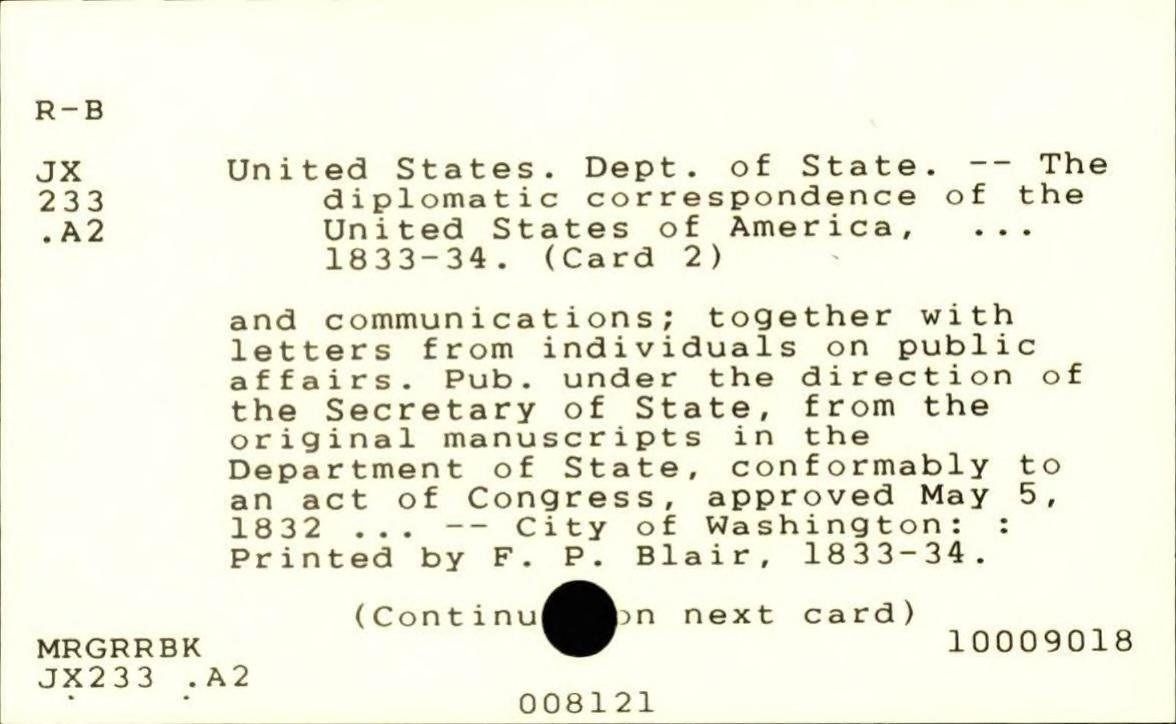 R-B
JX United States. Dept. of State. -- The
233 diplomatic correspondence of the
.A2 United States of America, ...
1833-34. (Card 2)
and communications; together with
letters from individuals on public
affairs. Pub. under the direction of
the Secretary of State, from the
original manuscripts in the
Department of State, conformably to
an act of Congress, approved May 5,
1832 ... -- City of Washington: :
Printed by F. P. Blair, 1833-34.
(Continu on next card)
MRGRRBK 10009018
JX233 .A2
008121